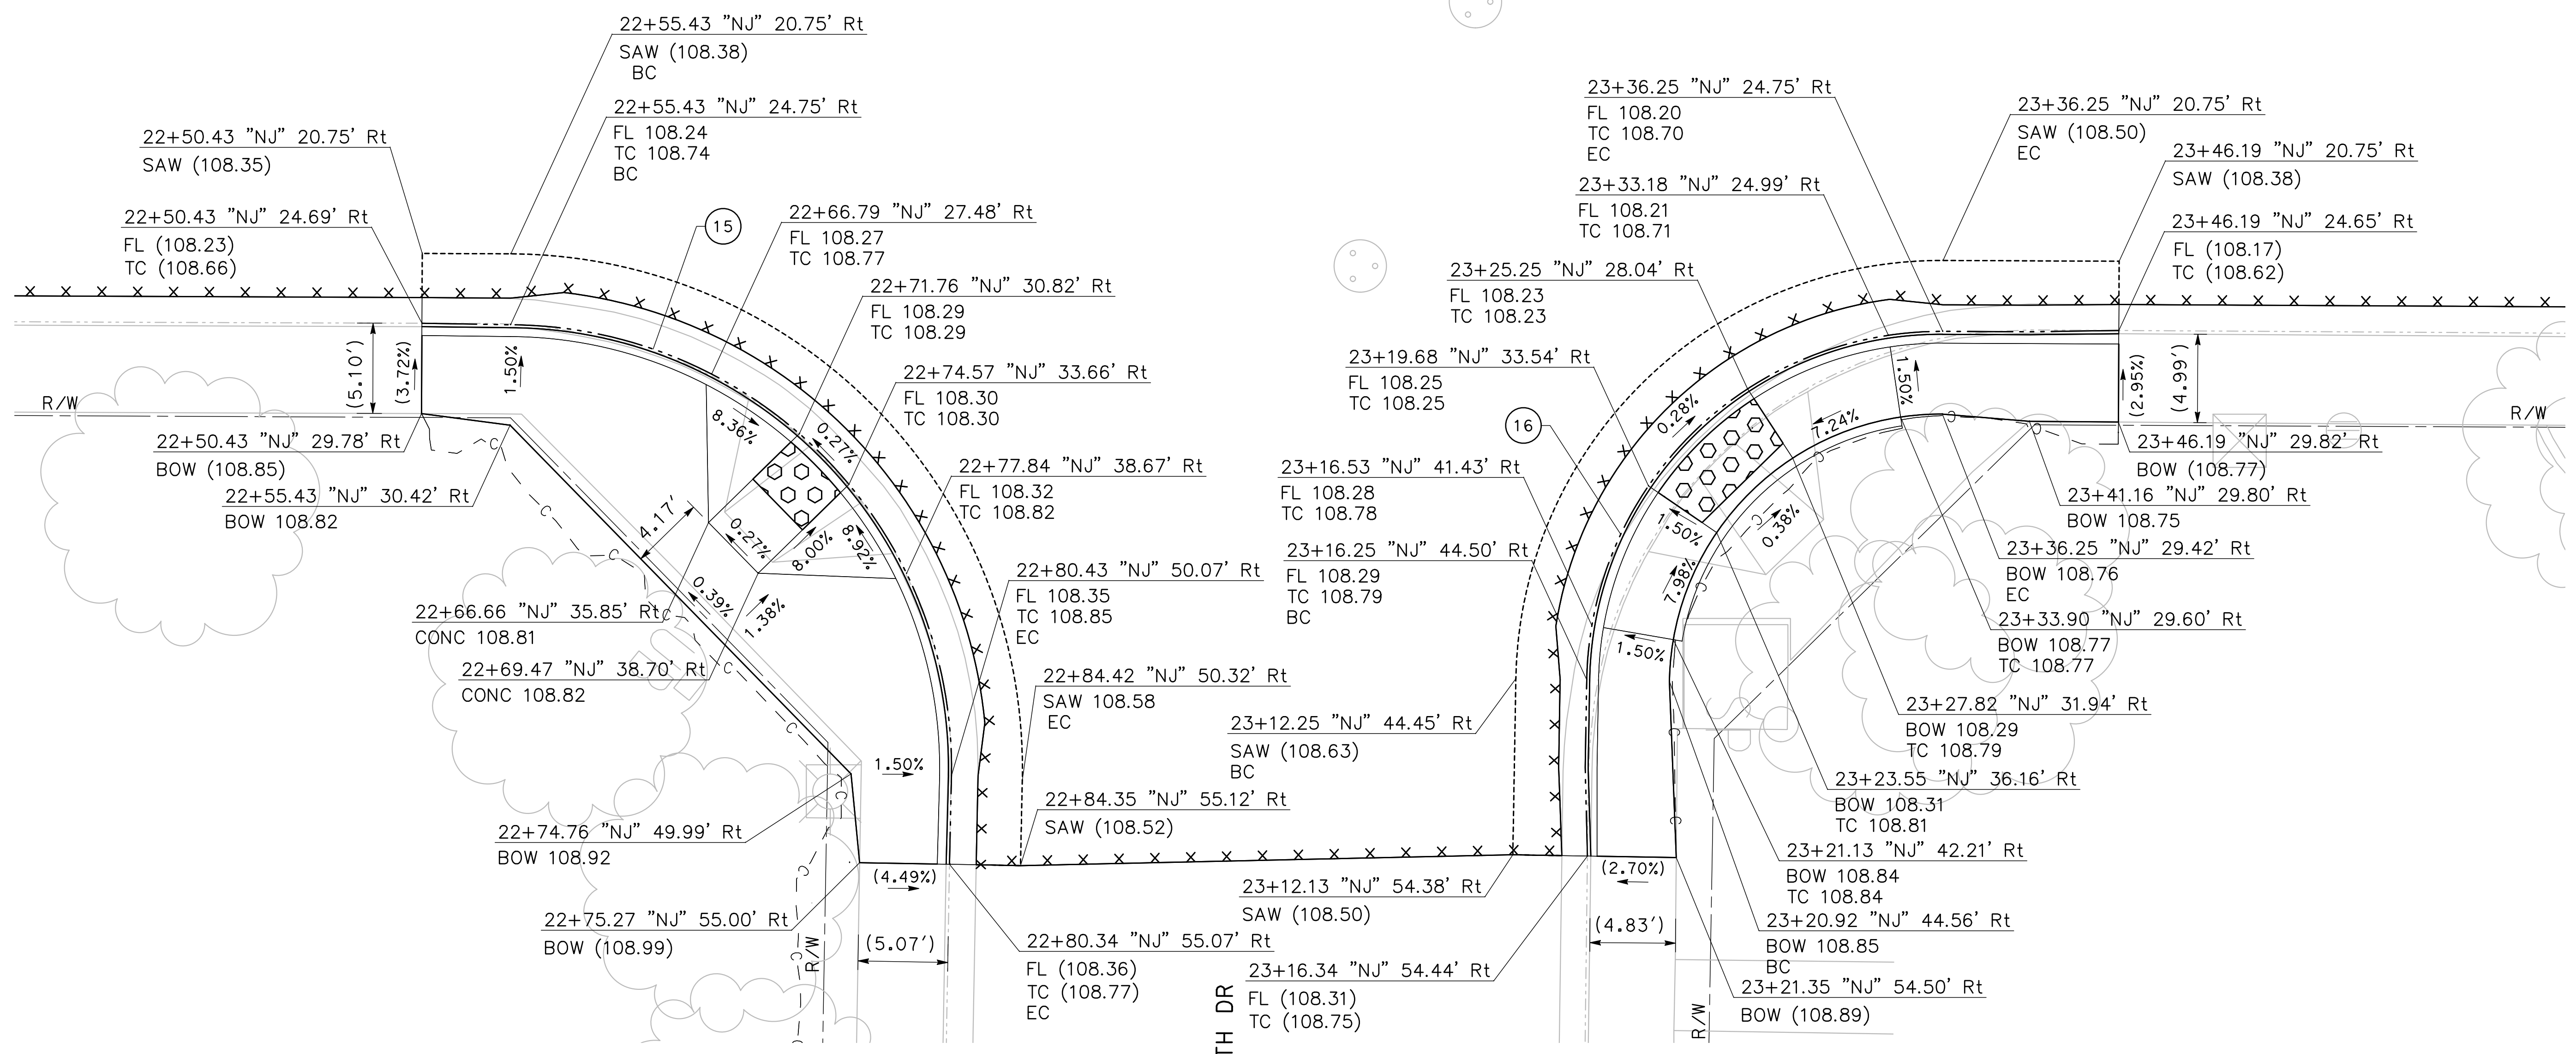 22+55.43 "NJ" 20.75' Rt
SAW (108.38)
BC
22+55.43 "NJ" 24.75' Rt
FL 108.24
TC 108.74
BC
22+50.43 "NJ" 20.75' Rt
SAW (108.35)
22+50.43 "NJ" 24.69' Rt
FL (108.23)
TC (108.66)
15
22+66.79 "NJ" 27.48' Rt
FL 108.27
TC 108.77
22+71.76 "NJ" 30.82' Rt
FL 108.29
TC 108.29
22+74.57 "NJ" 33.66' Rt
FL 108.30
TC 108.30
22+77.84 "NJ" 38.67' Rt
FL 108.32
TC 108.82
22+80.43 "NJ" 50.07' Rt
FL 108.35
TC 108.85
EC
22+84.42 "NJ" 50.32' Rt
SAW 108.58
EC
22+84.35 "NJ" 55.12' Rt
SAW (108.52)
22+80.34 "NJ" 55.07' Rt
FL (108.36)
TC (108.77)
EC
R/W
(5.10')
(3.72%)
1.50%
8.36%
0.27%
4.17'
0.27%
8.00%
8.92%
0.39%
1.38%
1.50%
(4.49%)
(5.07')
R/W
22+50.43 "NJ" 29.78' Rt
BOW (108.85)
22+55.43 "NJ" 30.42' Rt
BOW 108.82
22+66.66 "NJ" 35.85' Rt
CONC 108.81
22+69.47 "NJ" 38.70' Rt
CONC 108.82
22+74.76 "NJ" 49.99' Rt
BOW 108.92
22+75.27 "NJ" 55.00' Rt
BOW (108.99)
TH DR
23+36.25 "NJ" 24.75' Rt
FL 108.20
TC 108.70
EC
23+33.18 "NJ" 24.99' Rt
FL 108.21
TC 108.71
23+25.25 "NJ" 28.04' Rt
FL 108.23
TC 108.23
23+19.68 "NJ" 33.54' Rt
FL 108.25
TC 108.25
16
23+16.53 "NJ" 41.43' Rt
FL 108.28
TC 108.78
23+16.25 "NJ" 44.50' Rt
FL 108.29
TC 108.79
BC
23+12.25 "NJ" 44.45' Rt
SAW (108.63)
BC
23+12.13 "NJ" 54.38' Rt
SAW (108.50)
23+16.34 "NJ" 54.44' Rt
FL (108.31)
TC (108.75)
23+36.25 "NJ" 20.75' Rt
SAW (108.50)
EC
23+46.19 "NJ" 20.75' Rt
SAW (108.38)
23+46.19 "NJ" 24.65' Rt
FL (108.17)
TC (108.62)
0.28%
1.50%
7.24%
(2.95%)
(4.99')
R/W
1.50%
0.38%
7.98%
1.50%
(2.70%)
(4.83')
R/W
23+46.19 "NJ" 29.82' Rt
BOW (108.77)
23+41.16 "NJ" 29.80' Rt
BOW 108.75
23+36.25 "NJ" 29.42' Rt
BOW 108.76
EC
23+33.90 "NJ" 29.60' Rt
BOW 108.77
TC 108.77
23+27.82 "NJ" 31.94' Rt
BOW 108.29
TC 108.79
23+23.55 "NJ" 36.16' Rt
BOW 108.31
TC 108.81
23+21.13 "NJ" 42.21' Rt
BOW 108.84
TC 108.84
23+20.92 "NJ" 44.56' Rt
BOW 108.85
BC
23+21.35 "NJ" 54.50' Rt
BOW (108.89)